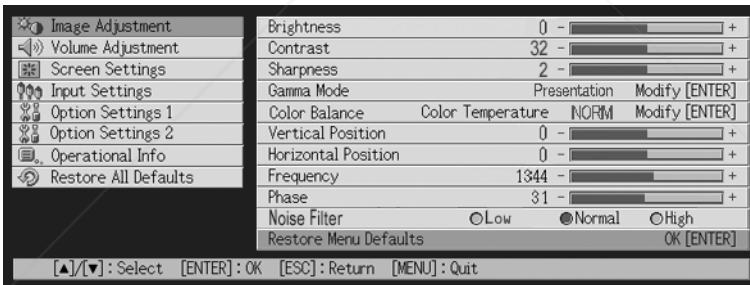 Image Adjustment
Volume Adjustment
Screen Settings
Input Settings
Option Settings 1
Option Settings 2
Operational Info
Restore All Defaults
Brightness 0 - +
Contrast 32 - +
Sharpness 2 - +
Gamma Mode Presentation Modify [ENTER]
Color Balance Color Temperature NORM Modify [ENTER]
Vertical Position 0 - +
Horizontal Position 0 - +
Frequency 1344 - +
Phase 31 - +
Noise Filter Low Normal High
Restore Menu Defaults OK [ENTER]
[▲]/[▼] : Select [ENTER] : OK [ESC] : Return [MENU] : Quit